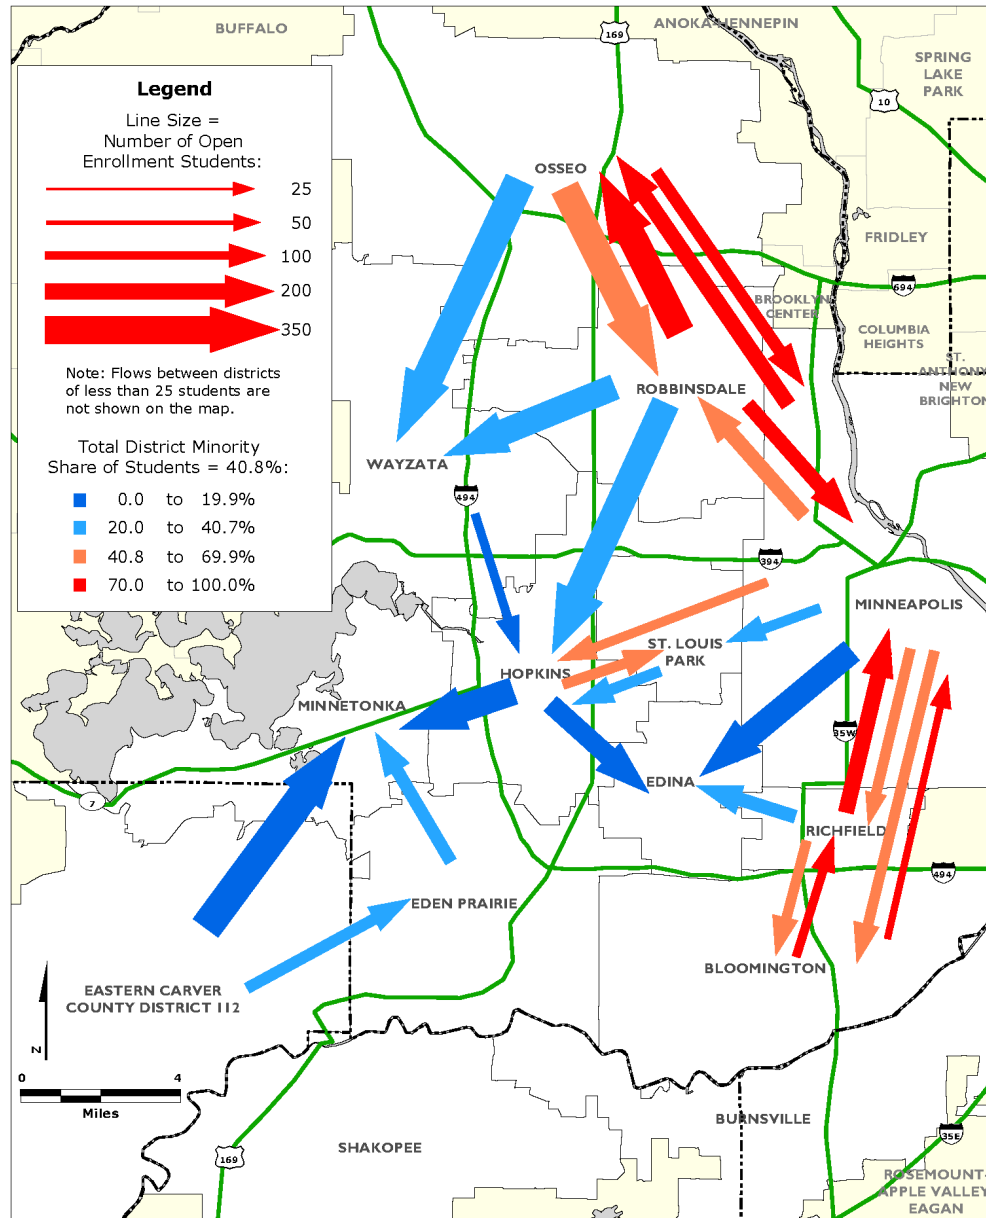 BUFFALO
ANOKA-HENNEPIN
169
SPRING
LAKE
PARK
10
Legend
Line Size =
Number of Open
Enrollment Students:
25
50
100
200
350
Note: Flows between districts
of less than 25 students are
not shown on the map.
Total District Minority
Share of Students = 40.8%:
0.0 to 19.9%
20.0 to 40.7%
40.8 to 69.9%
70.0 to 100.0%
OSSEO
FRIDLEY
694
BROOKLYN
CENTER
COLUMBIA
HEIGHTS
ST.
ANTHONY-
NEW
BRIGHTON
ROBBINSDALE
WAYZATA
494
394
MINNEAPOLIS
ST. LOUIS
PARK
HOPKINS
MINNETONKA
35W
EDINA
7
RICHFIELD
494
EDEN PRAIRIE
BLOOMINGTON
EASTERN CARVER
COUNTY DISTRICT 112
N
0 4
Miles
BURNSVILLE
SHAKOPEE
35E
169
ROSEMOUNT-
APPLE VALLEY-
EAGAN